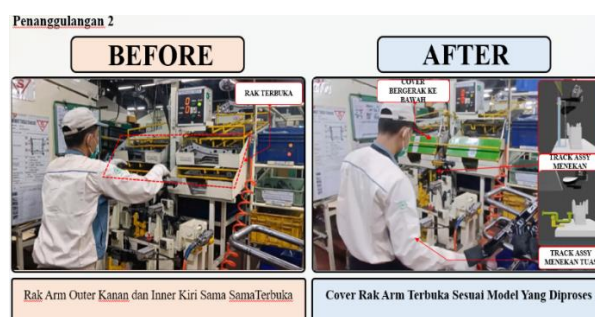 Penanggulangan 2
BEFORE
AFTER
RAK TERBUKA
COVER
BERGERAK KE
BAWAH
TRACK ASSY
MENEKAN
TRACK ASSY
MENEKAN TUAS
Rak Arm Outer Kanan dan Inner Kiri Sama SamaTerbuka
Cover Rak Arm Terbuka Sesuai Model Yang Diproses